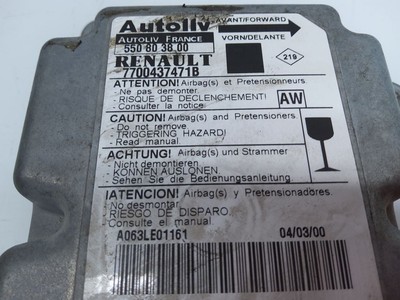 Autoliv
AVANT/FORWARD
AUTOLIV FRANCE
550 80 38 00
VORN/DELANTE
RENAULT
7700437471B
219
ATTENTION! Airbag(s) et Pretensionneurs
- Ne pas demonter.
- RISQUE DE DECLENCHEMENT!
- Consulter la notice.
AW
CAUTION! Airbag(s) and Pretensioners
- Do not remove.
- TRIGGERING HAZARD!
- Read manual.
ACHTUNG! Airbag(s) und Strammer
- Nicht demontieren
- KÖNNEN AUSLÖSEN.
- Sehen Sie die Bedienungsanleitung
!ATENCION! Airbag(s) y Pretensionadores.
- No desmontar.
- RIESGO DE DISPARO.
- Consulte el manual.
A063LE01161
04/03/00